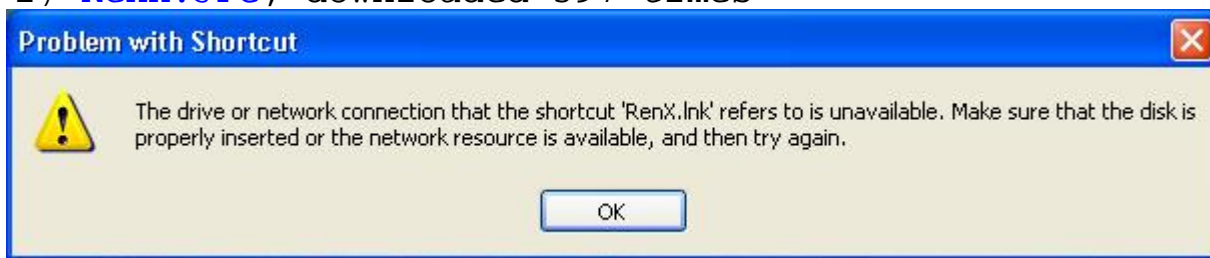 Problem with Shortcut
The drive or network connection that the shortcut 'RenX.lnk' refers to is unavailable. Make sure that the disk is
properly inserted or the network resource is available, and then try again.
OK